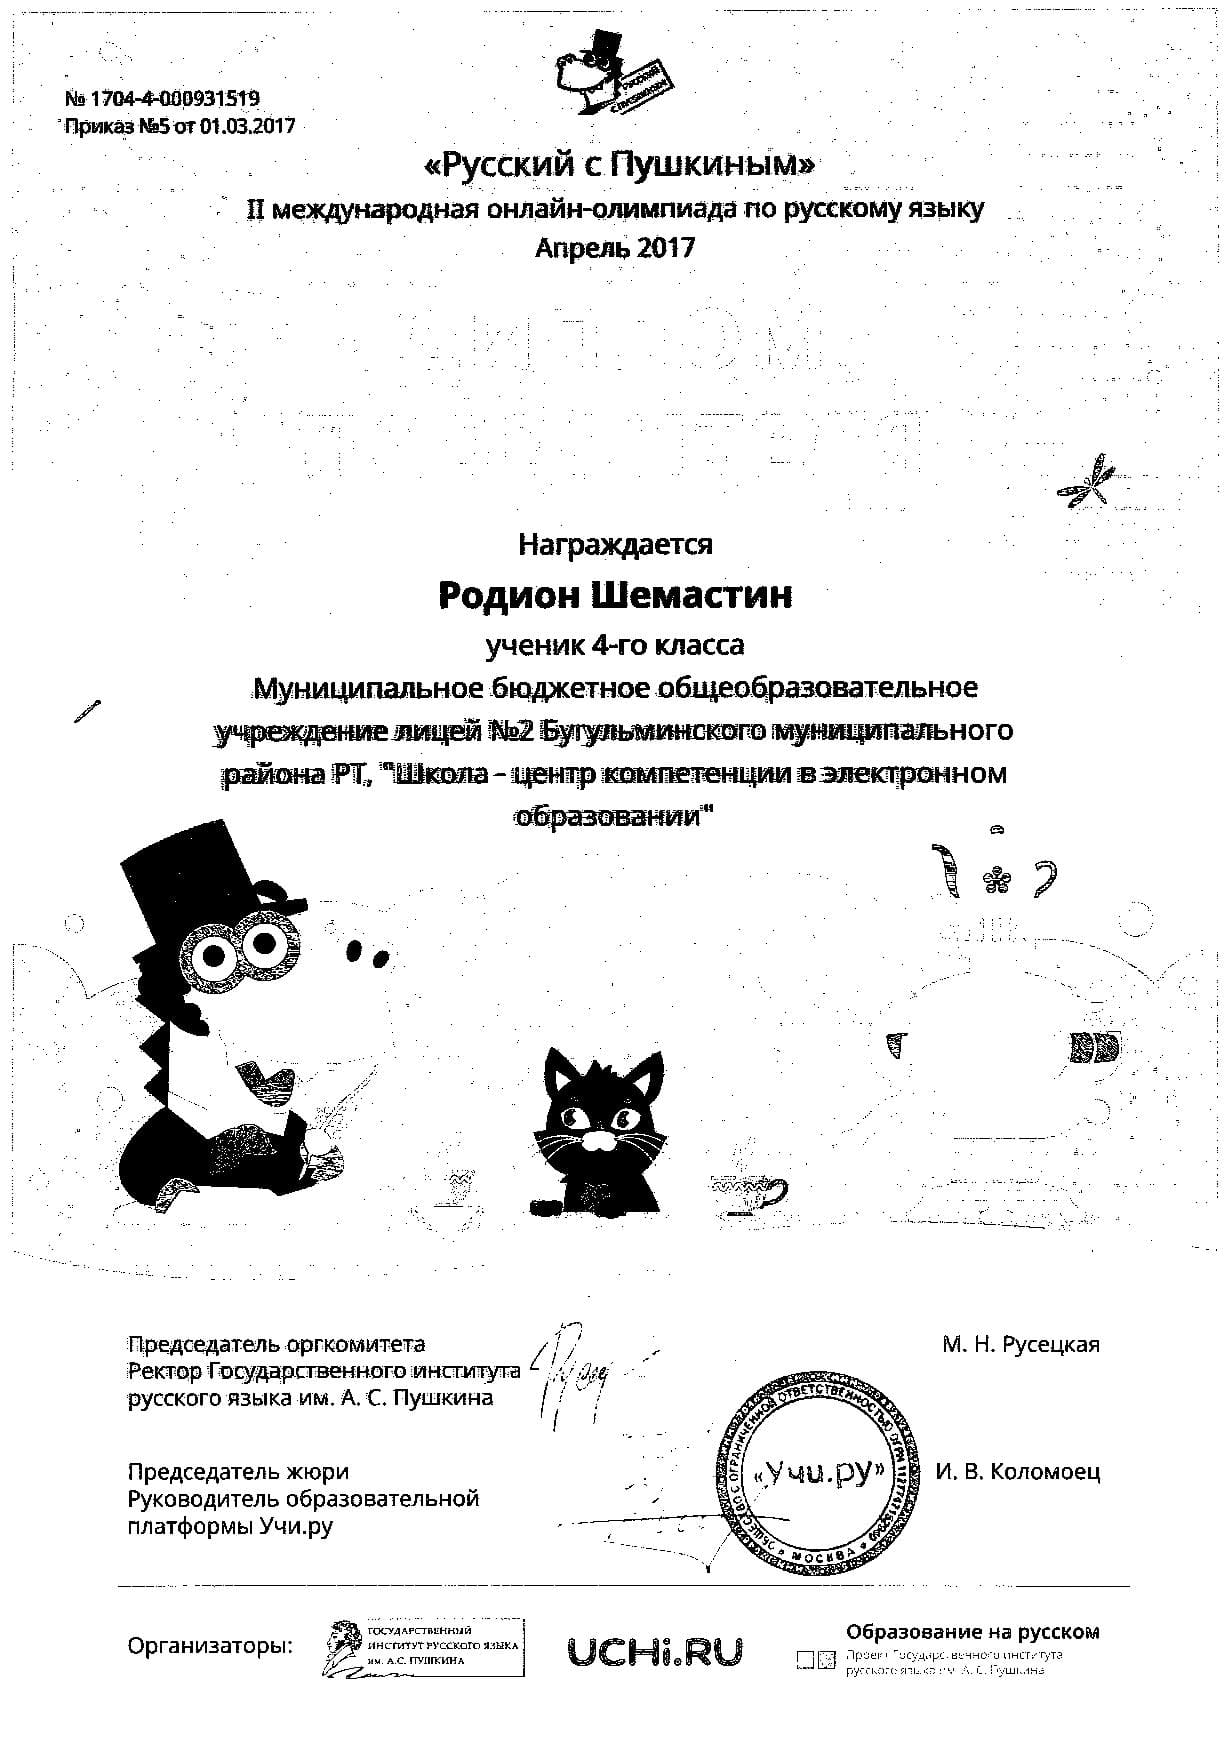 № 1704-4-000931519
Приказ №5 от 01.03.2017
РУССКИЙ
С ПУШКИНЫМ
«Русский с Пушкиным»
II международная онлайн-олимпиада по русскому языку
Апрель 2017
Награждается
Родион Шемастин
ученик 4-го класса
Муниципальное бюджетное общеобразовательное
учреждение лицей №2 Бугульминского муниципального
района РТ, "Школа – центр компетенции в электронном
образовании"
Председатель оргкомитета
Ректор Государственного института
русского языка им. А. С. Пушкина
М. Н. Русецкая
Председатель жюри
Руководитель образовательной
платформы Учи.ру
И. В. Коломоец
ОБЩЕСТВО С ОГРАНИЧЕННОЙ ОТВЕТСТВЕННОСТЬЮ ОГРН
«Учи.ру»
МОСКВА
Организаторы:
ГОСУДАРСТВЕННЫЙ
ИНСТИТУТ РУССКОГО ЯЗЫКА
ИМ. А.С. ПУШКИНА
UCHi.RU
Образование на русском
Проект Государственного института
русского языка им. А. С. Пушкина